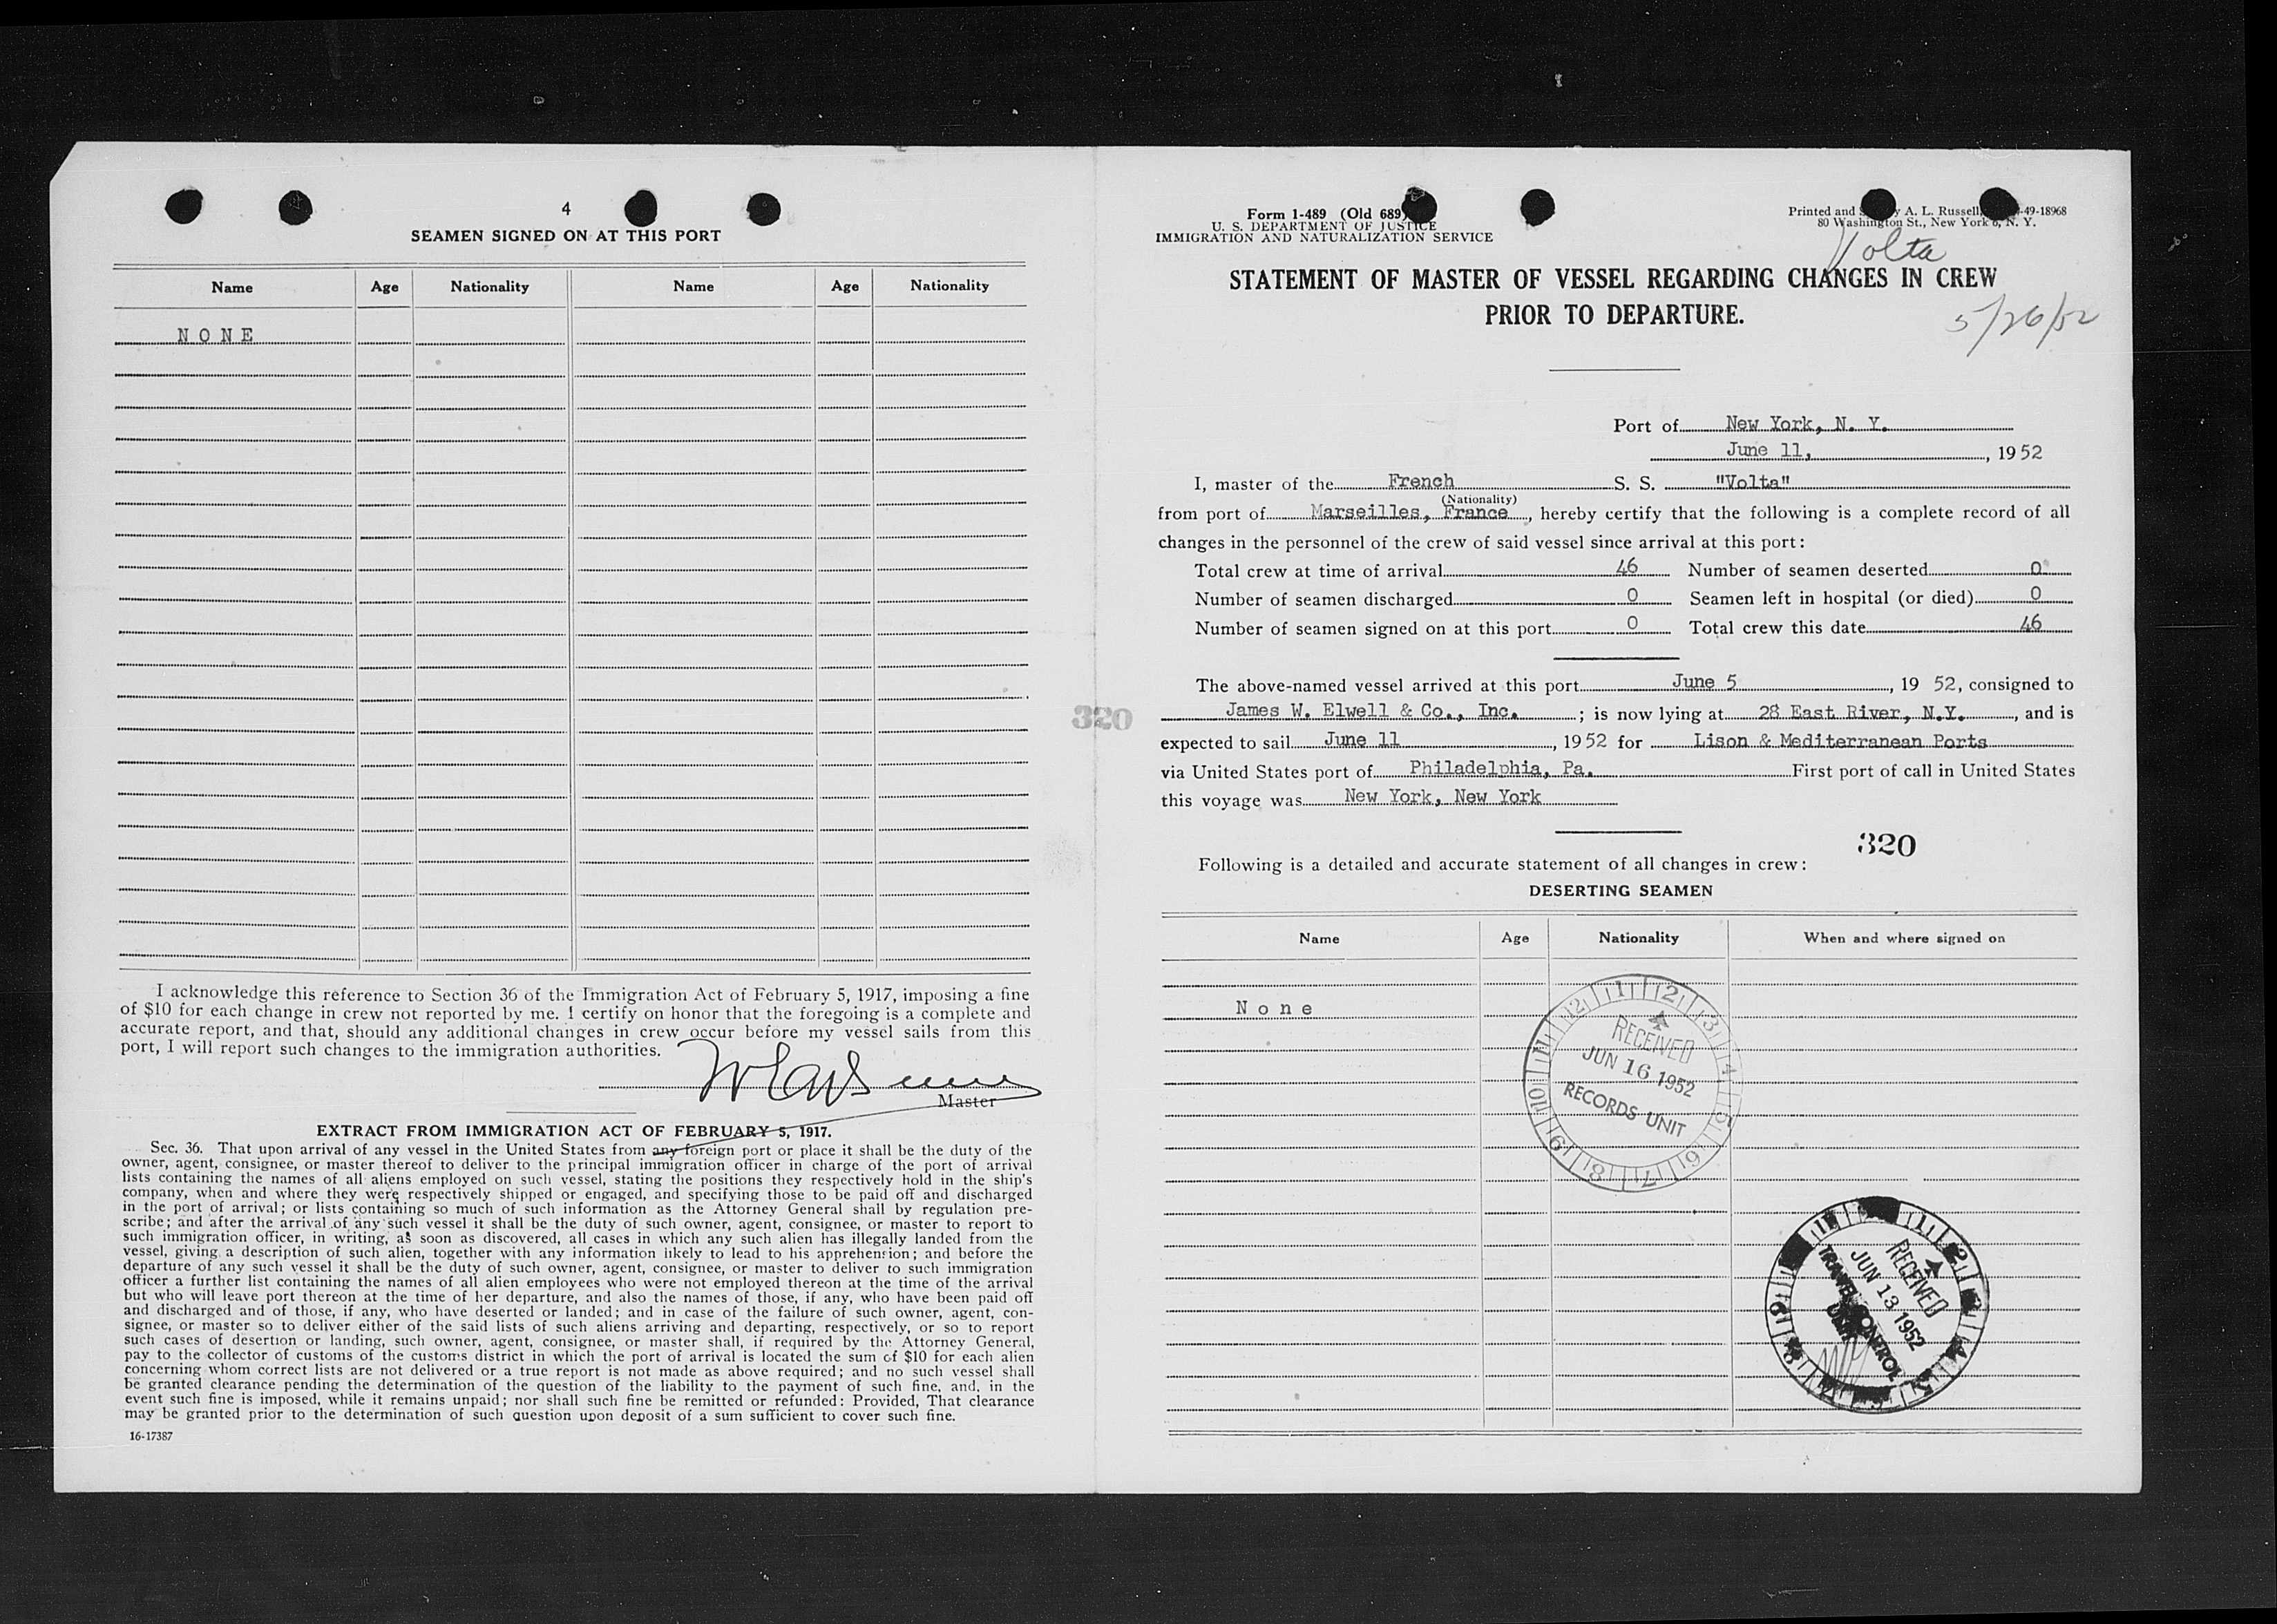 4
SEAMEN SIGNED ON AT THIS PORT
Name Age Nationality Name Age Nationality
NONE
I acknowledge this reference to Section 36 of the Immigration Act of February 5, 1917, imposing a fine
of $10 for each change in crew not reported by me. I certify on honor that the foregoing is a complete and
accurate report, and that, should any additional changes in crew occur before my vessel sails from this
port, I will report such changes to the immigration authorities.
Master
EXTRACT FROM IMMIGRATION ACT OF FEBRUARY 5, 1917.
Sec. 36. That upon arrival of any vessel in the United States from any foreign port or place it shall be the duty of the
owner, agent, consignee, or master thereof to deliver to the principal immigration officer in charge of the port of arrival
lists containing the names of all aliens employed on such vessel, stating the positions they respectively hold in the ship's
company, when and where they were respectively shipped or engaged, and specifying those to be paid off and discharged
in the port of arrival; or lists containing so much of such information as the Attorney General shall by regulation pre-
scribe; and after the arrival of any such vessel it shall be the duty of such owner, agent, consignee, or master to report to
such immigration officer, in writing, as soon as discovered, all cases in which any such alien has illegally landed from the
vessel, giving a description of such alien, together with any information likely to lead to his apprehension; and before the
departure of any such vessel it shall be the duty of such owner, agent, consignee, or master to deliver to such immigration
officer a further list containing the names of all alien employees who were not employed thereon at the time of the arrival
but who will leave port thereon at the time of her departure, and also the names of those, if any, who have been paid off
and discharged and of those, if any, who have deserted or landed; and in case of the failure of such owner, agent, con-
signee, or master so to deliver either of the said lists of such aliens arriving and departing, respectively, or so to report
such cases of desertion or landing, such owner, agent, consignee, or master shall, if required by the Attorney General,
pay to the collector of customs of the customs district in which the port of arrival is located the sum of $10 for each alien
concerning whom correct lists are not delivered or a true report is not made as above required; and no such vessel shall
be granted clearance pending the determination of the question of the liability to the payment of such fine, and, in the
event such fine is imposed, while it remains unpaid; nor shall such fine be remitted or refunded: Provided, That clearance
may be granted prior to the determination of such question upon deposit of a sum sufficient to cover such fine.
16-17387
320
Form 1-489 (Old 689)
U. S. DEPARTMENT OF JUSTICE
IMMIGRATION AND NATURALIZATION SERVICE
Printed and A. L. Russell, -49-18968
80 Washington St., New York 6, N. Y.
Volta
STATEMENT OF MASTER OF VESSEL REGARDING CHANGES IN CREW
PRIOR TO DEPARTURE.
5/26/52
Port of New York, N. Y.
June 11, , 1952
I, master of the French S. S. "Volta"
(Nationality)
from port of Marseilles, France, hereby certify that the following is a complete record of all
changes in the personnel of the crew of said vessel since arrival at this port:
Total crew at time of arrival 46 Number of seamen deserted 0
Number of seamen discharged 0 Seamen left in hospital (or died) 0
Number of seamen signed on at this port 0 Total crew this date 46
The above-named vessel arrived at this port June 5, 19 52, consigned to
James W. Elwell & Co., Inc. ; is now lying at 28 East River, N.Y. , and is
expected to sail June 11 , 1952 for Lison & Mediterranean Ports
via United States port of Philadelphia, Pa. First port of call in United States
this voyage was New York, New York
320
Following is a detailed and accurate statement of all changes in crew:
DESERTING SEAMEN
Name Age Nationality When and where signed on
None
RECEIVED
JUN 16 1952
RECORDS UNIT
RECEIVED
JUN 13 1952
TRAVEL CONTROL
UNIT